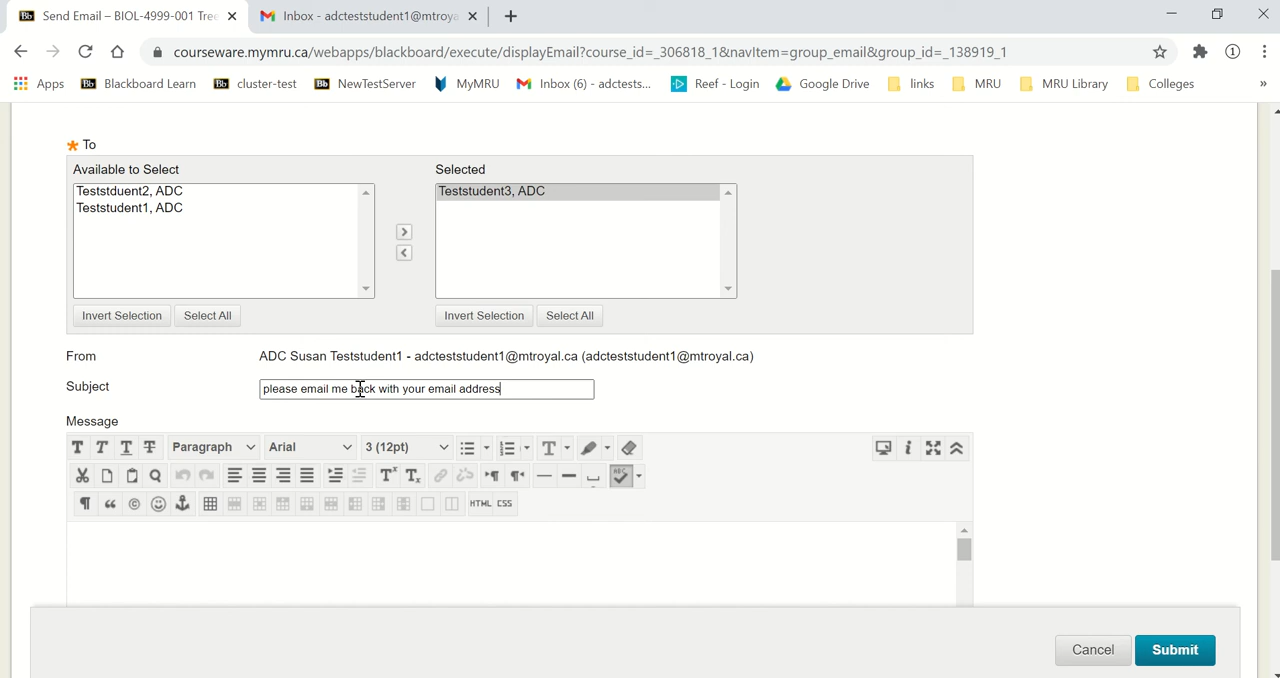 Send Email – BIOL-4999-001 Tree
Inbox - adcteststudent1@mtroya
courseware.mymru.ca/webapps/blackboard/execute/displayEmail?course_id=_306818_1&navItem=group_email&group_id=_138919_1
Apps Blackboard Learn cluster-test NewTestServer MyMRU Inbox (6) - adctests... Reef - Login Google Drive links MRU MRU Library Colleges »
To
Available to Select Selected
Teststduent2, ADC Teststudent3, ADC
Teststudent1, ADC
Invert Selection Select All Invert Selection Select All
From ADC Susan Teststudent1 - adcteststudent1@mtroyal.ca (adcteststudent1@mtroyal.ca)
Subject please email me back with your email address
Message
T T T T Paragraph Arial 3 (12pt) T
Tx Tx ABC
HTML CSS
Cancel Submit